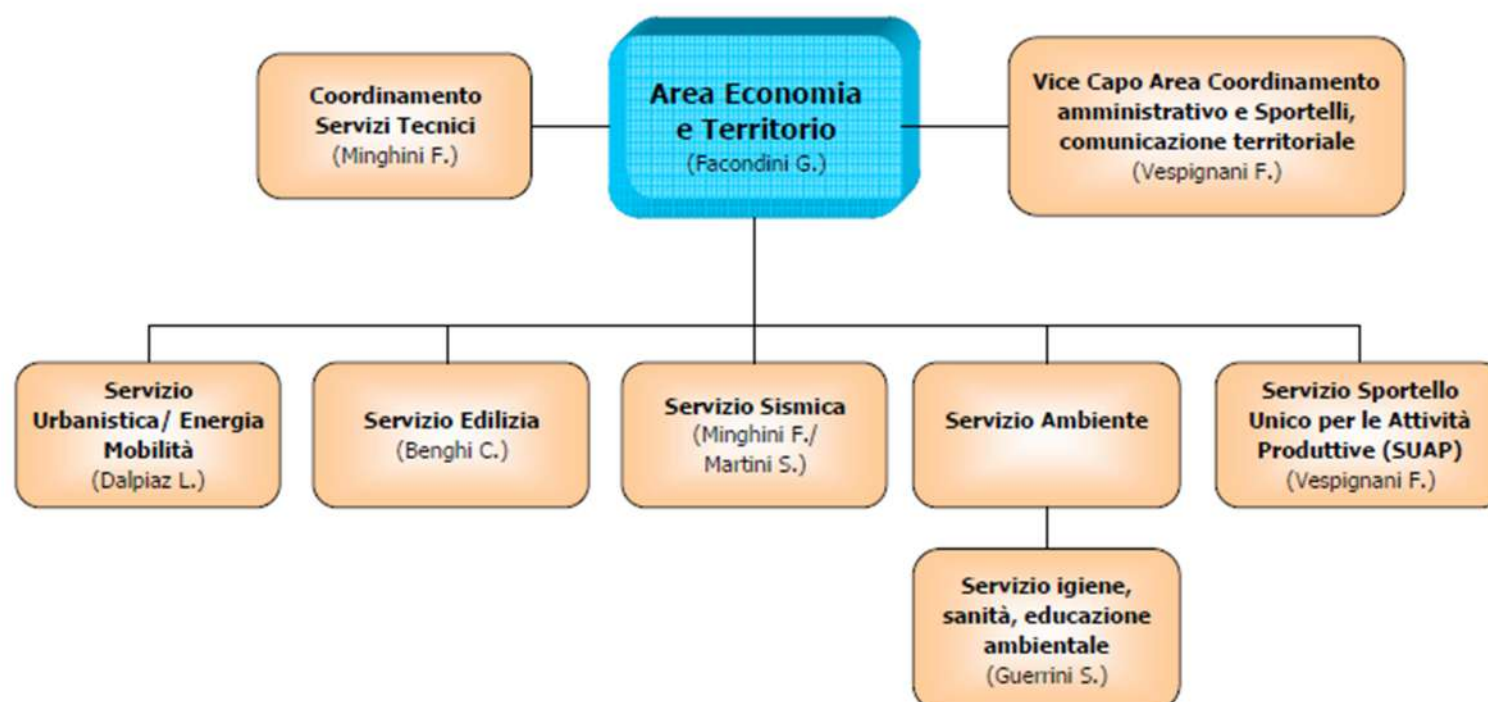 Coordinamento
Servizi Tecnici
(Minghini F.)
Area Economia
e Territorio
(Facondini G.)
Vice Capo Area Coordinamento
amministrativo e Sportelli,
comunicazione territoriale
(Vespignani F.)
Servizio
Urbanistica/ Energia
Mobilità
(Dalpiaz L.)
Servizio Edilizia
(Benghi C.)
Servizio Sismica
(Minghini F./
Martini S.)
Servizio Ambiente
Servizio Sportello
Unico per le Attività
Produttive (SUAP)
(Vespignani F.)
Servizio igiene,
sanità, educazione
ambientale
(Guerrini S.)